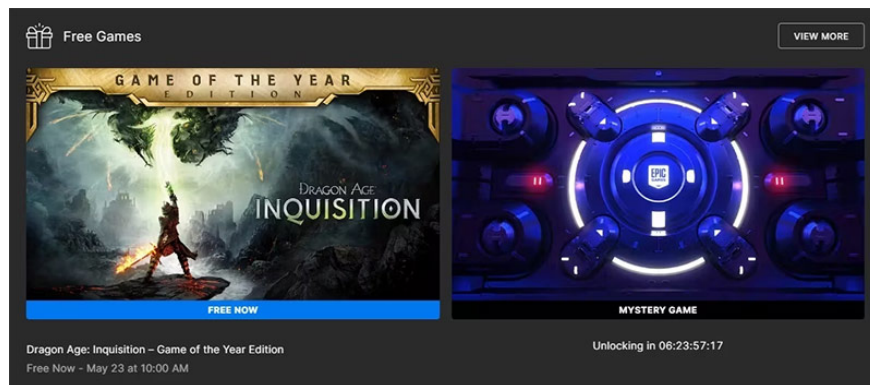 Free Games
VIEW MORE
GAME OF THE YEAR
EDITION
DRAGON AGE
INQUISITION
FREE NOW
EPIC
GAMES
MYSTERY GAME
Dragon Age: Inquisition – Game of the Year Edition
Free Now - May 23 at 10:00 AM
Unlocking in 06:23:57:17